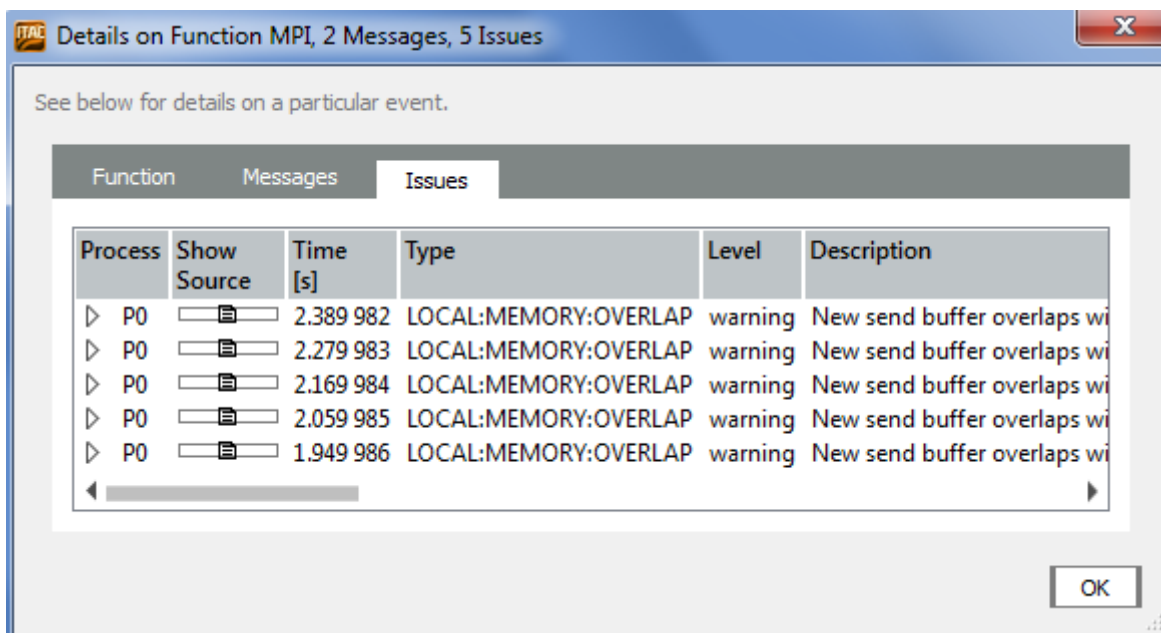 ITAC Details on Function MPI, 2 Messages, 5 Issues
See below for details on a particular event.
Function Messages Issues
Process Show Source Time [s] Type Level Description
P0 2.389 982 LOCAL:MEMORY:OVERLAP warning New send buffer overlaps wi
P0 2.279 983 LOCAL:MEMORY:OVERLAP warning New send buffer overlaps wi
P0 2.169 984 LOCAL:MEMORY:OVERLAP warning New send buffer overlaps wi
P0 2.059 985 LOCAL:MEMORY:OVERLAP warning New send buffer overlaps wi
P0 1.949 986 LOCAL:MEMORY:OVERLAP warning New send buffer overlaps wi
OK